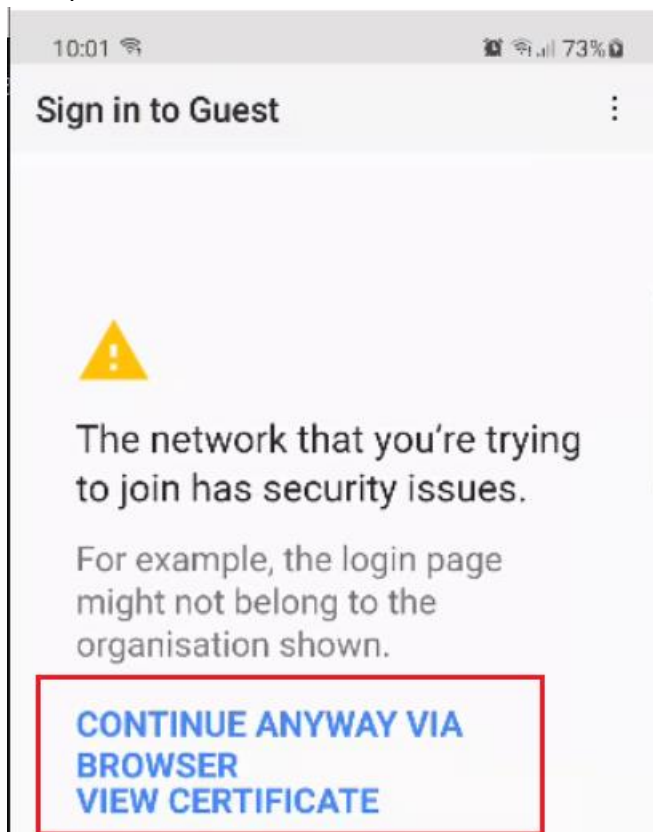 10:01
73%
Sign in to Guest
The network that you're trying
to join has security issues.
For example, the login page
might not belong to the
organisation shown.
CONTINUE ANYWAY VIA
BROWSER
VIEW CERTIFICATE